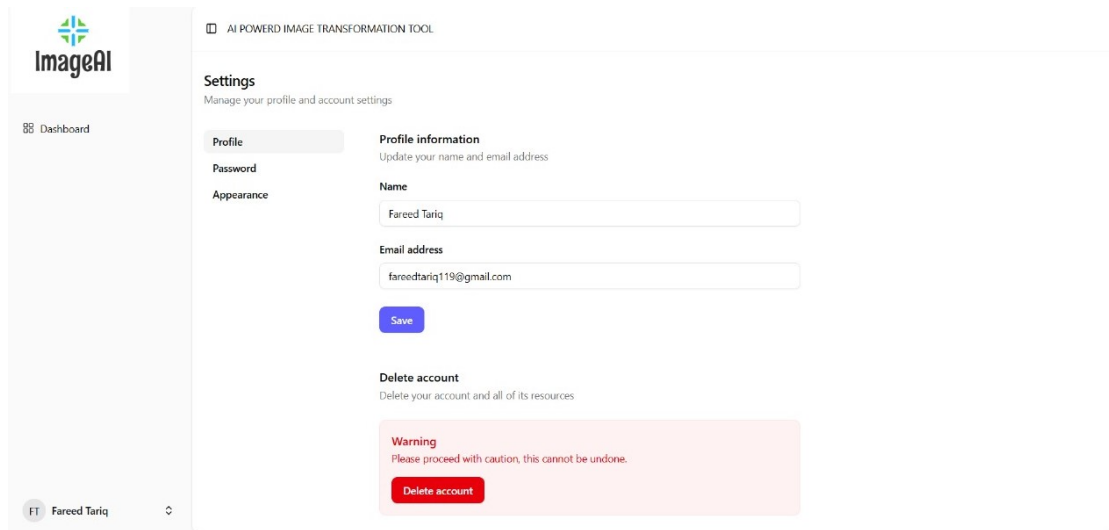 ImageAI
Dashboard
FT Fareed Tariq
AI POWERD IMAGE TRANSFORMATION TOOL
Settings
Manage your profile and account settings
Profile
Password
Appearance
Profile information
Update your name and email address
Name
Fareed Tariq
Email address
fareedtariq119@gmail.com
Save
Delete account
Delete your account and all of its resources
Warning
Please proceed with caution, this cannot be undone.
Delete account